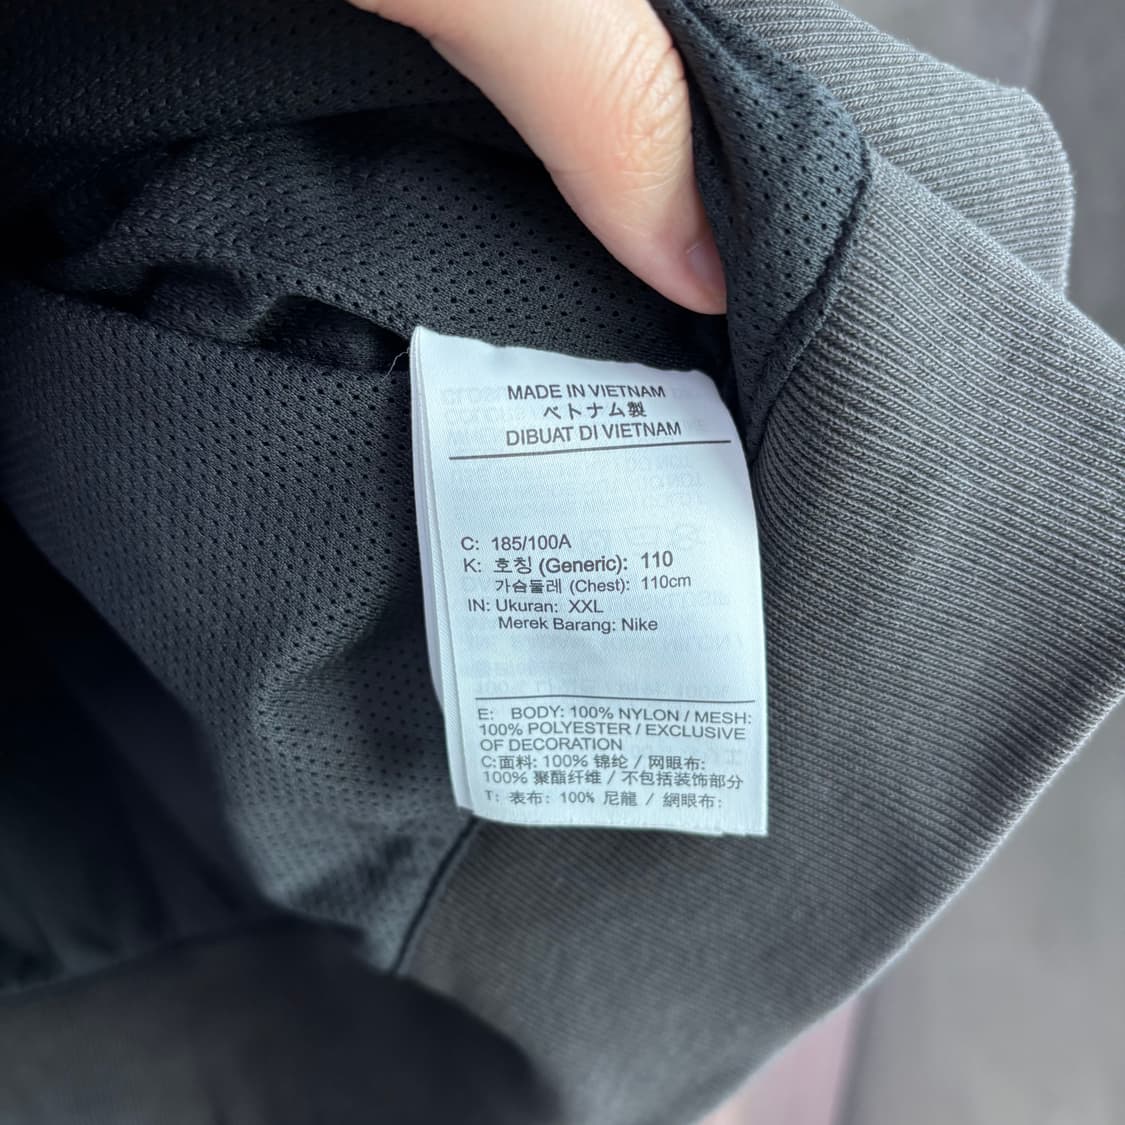 MADE IN VIETNAM
ベトナム製
DIBUAT DI VIETNAM
C: 185/100A
K: 호칭 (Generic): 110
가슴둘레 (Chest): 110cm
IN: Ukuran: XXL
Merek Barang: Nike
E: BODY: 100% NYLON / MESH:
100% POLYESTER / EXCLUSIVE
OF DECORATION
C:面料: 100% 锦纶 / 网眼布:
100% 聚酯纤维 / 不包括装饰部分
T: 表布: 100% 尼龍 / 網眼布: